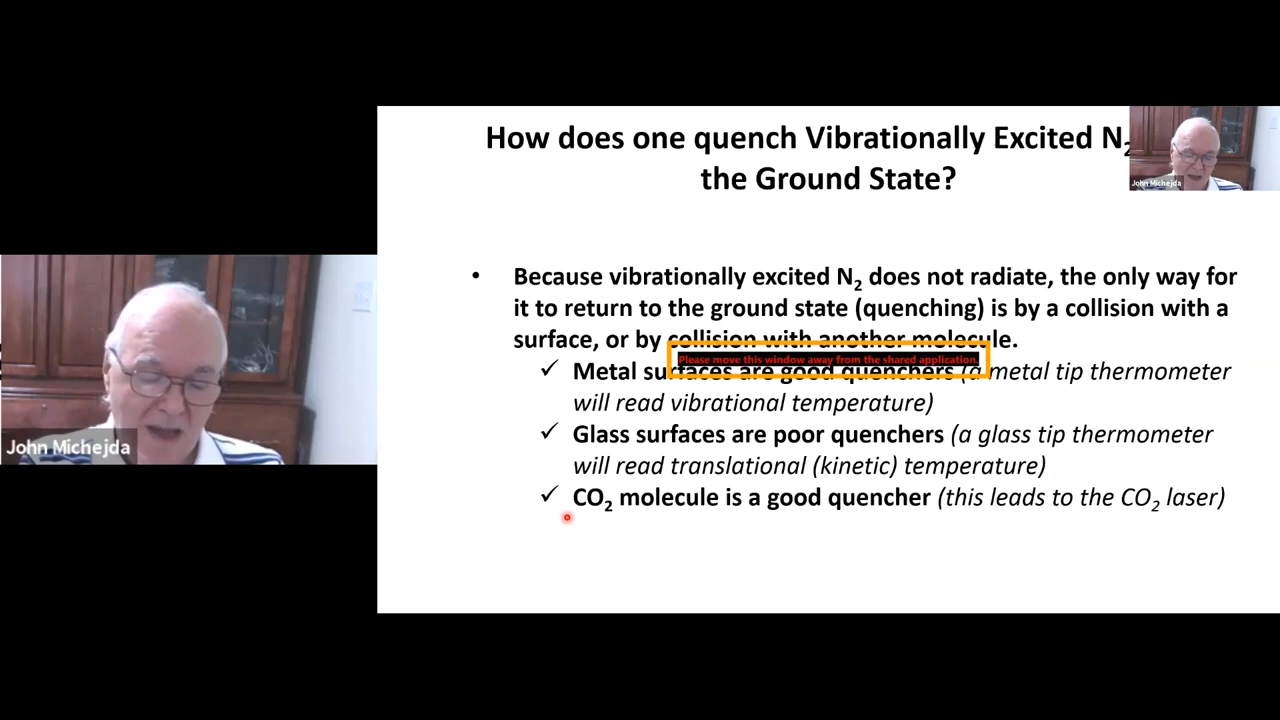 How does one quench Vibrationally Excited N₂
the Ground State?
John Michejda
• Because vibrationally excited N₂ does not radiate, the only way for
it to return to the ground state (quenching) is by a collision with a
surface, or by collision with another molecule.
Please move this window away from the shared application.
✓ Metal surfaces are good quenchers (a metal tip thermometer
will read vibrational temperature)
✓ Glass surfaces are poor quenchers (a glass tip thermometer
will read translational (kinetic) temperature)
✓ CO₂ molecule is a good quencher (this leads to the CO₂ laser)
John Michejda